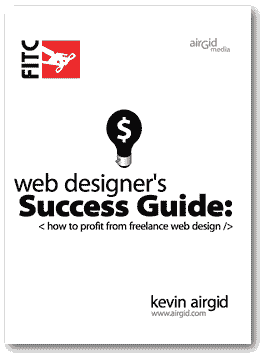 FITC
airGid
media
$
web designer's
Success Guide:
< how to profit from freelance web design />
kevin airgid
www.airgid.com